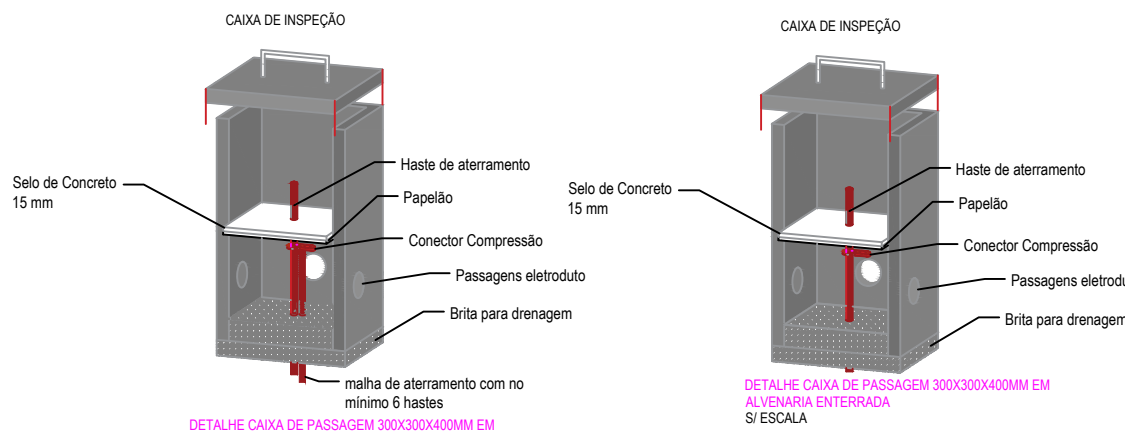 CAIXA DE INSPEÇÃO
Haste de aterramento
Selo de Concreto
15 mm
Papelão
Conector Compressão
Passagens eletroduto
Brita para drenagem
malha de aterramento com no
mínimo 6 hastes
DETALHE CAIXA DE PASSAGEM 300X300X400MM EM
CAIXA DE INSPEÇÃO
Haste de aterramento
Selo de Concreto
15 mm
Papelão
Conector Compressão
Passagens eletrodu
Brita para drenagem
DETALHE CAIXA DE PASSAGEM 300X300X400MM EM
ALVENARIA ENTERRADA
S/ ESCALA